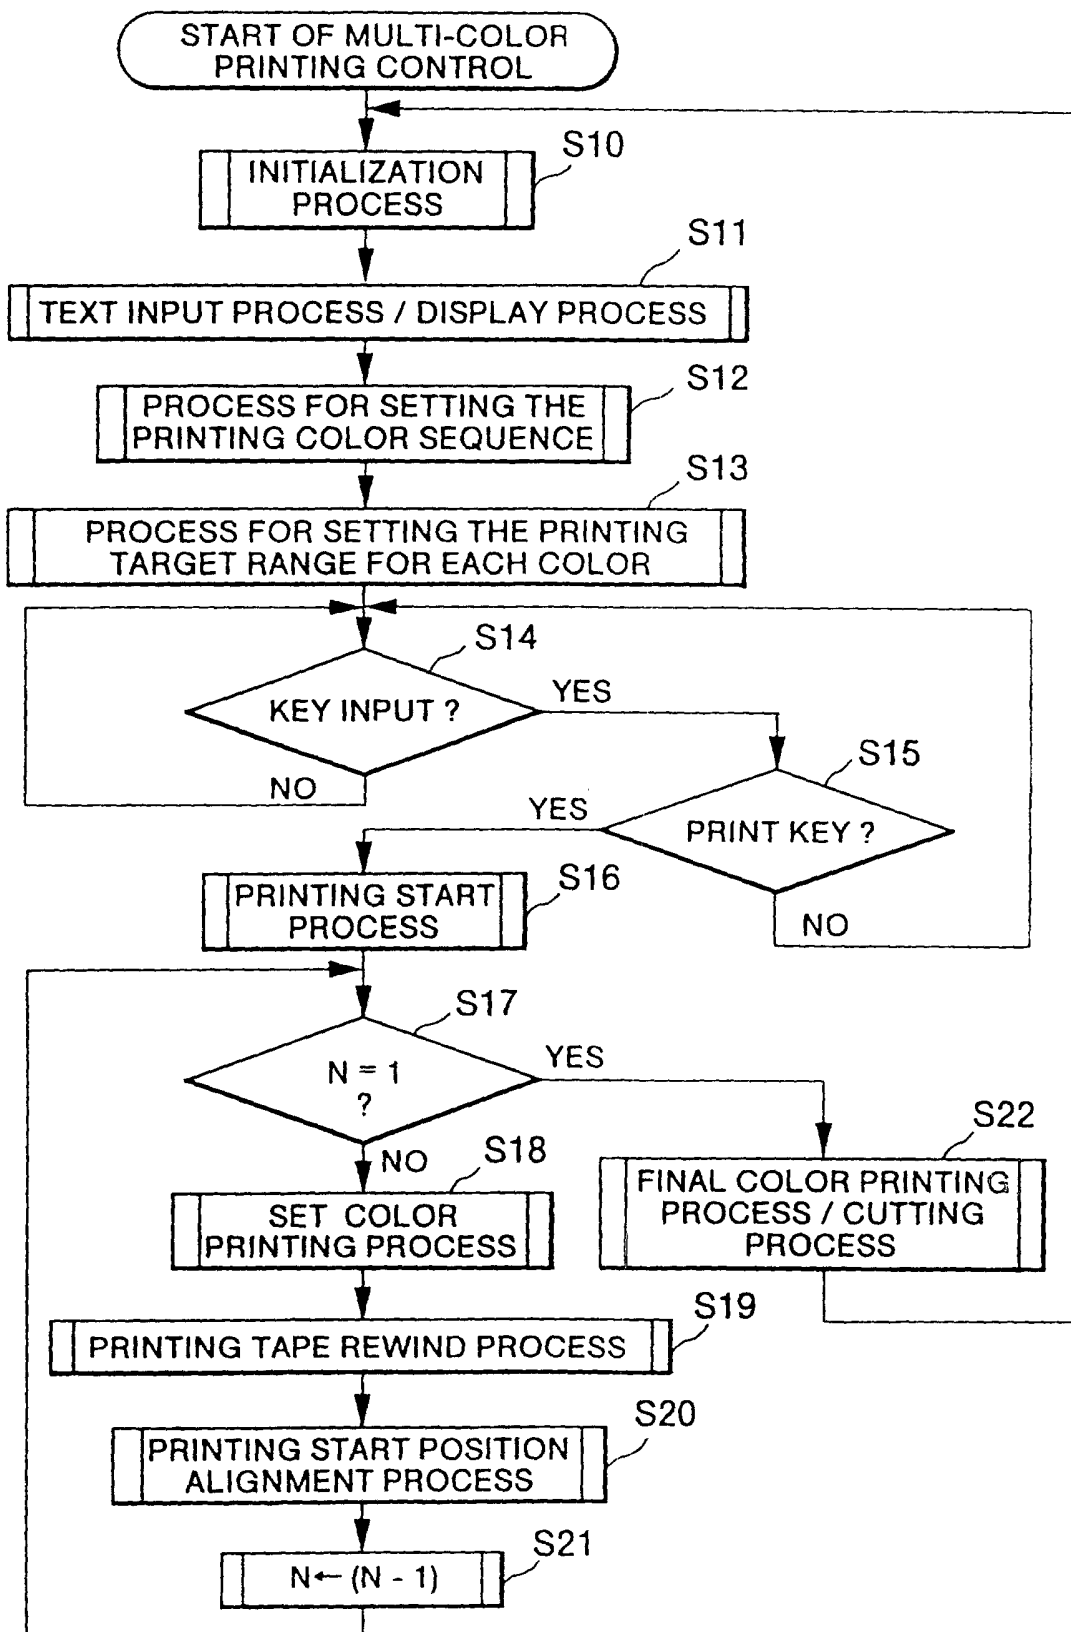 START OF MULTI-COLOR
PRINTING CONTROL
S10
INITIALIZATION
PROCESS
S11
TEXT INPUT PROCESS / DISPLAY PROCESS
S12
PROCESS FOR SETTING THE
PRINTING COLOR SEQUENCE
S13
PROCESS FOR SETTING THE PRINTING
TARGET RANGE FOR EACH COLOR
S14
KEY INPUT ?
YES
NO
S15
YES
PRINT KEY ?
NO
S16
PRINTING START
PROCESS
S17
N = 1
?
YES
NO
S18
SET COLOR
PRINTING PROCESS
S22
FINAL COLOR PRINTING
PROCESS / CUTTING
PROCESS
S19
PRINTING TAPE REWIND PROCESS
S20
PRINTING START POSITION
ALIGNMENT PROCESS
S21
N ← (N - 1)